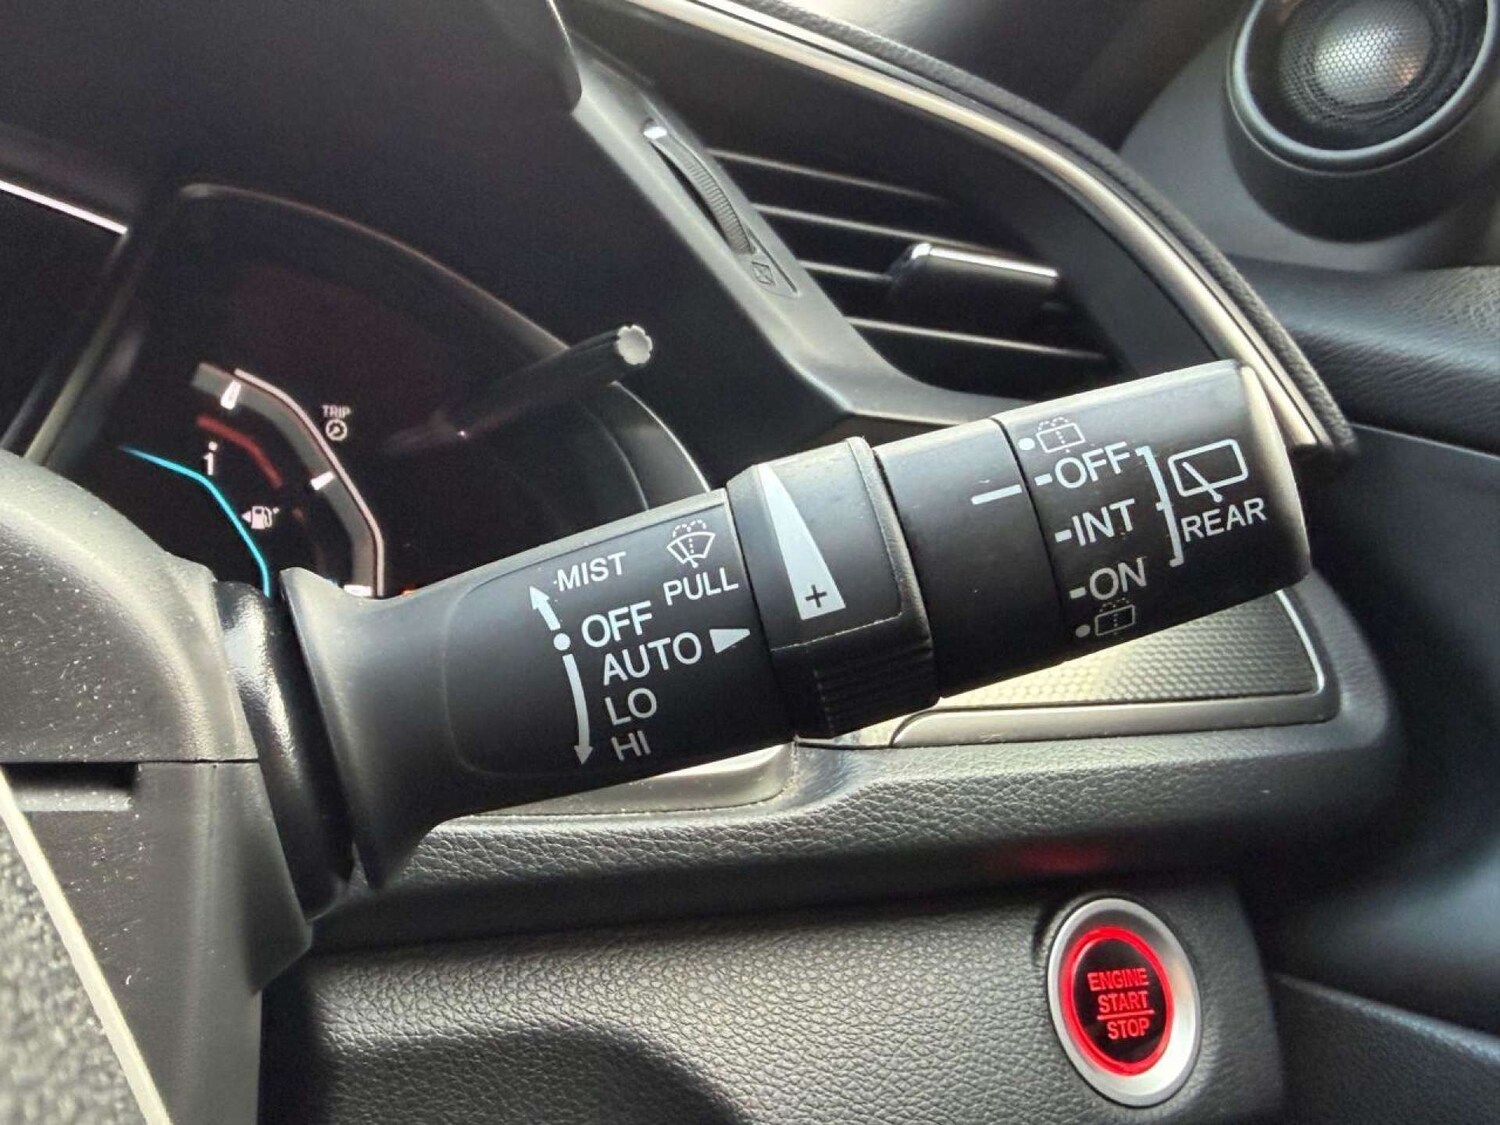 TRIP
i
MIST
PULL
OFF
AUTO
LO
HI
+
OFF
INT
ON
REAR
ENGINE
START
STOP